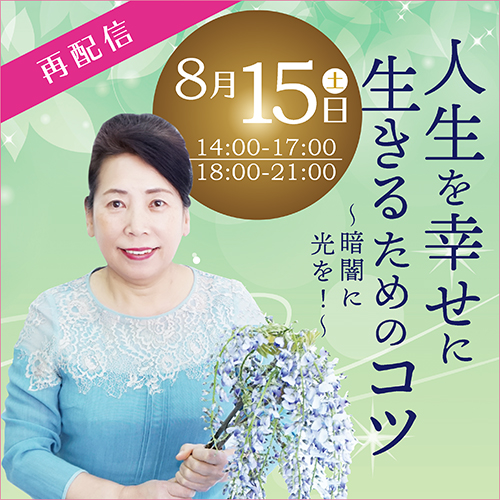 再配信
8月15日
土
14:00-17:00
18:00-21:00
人生を幸せに
生きるためのコツ
~暗闇に
光を!~